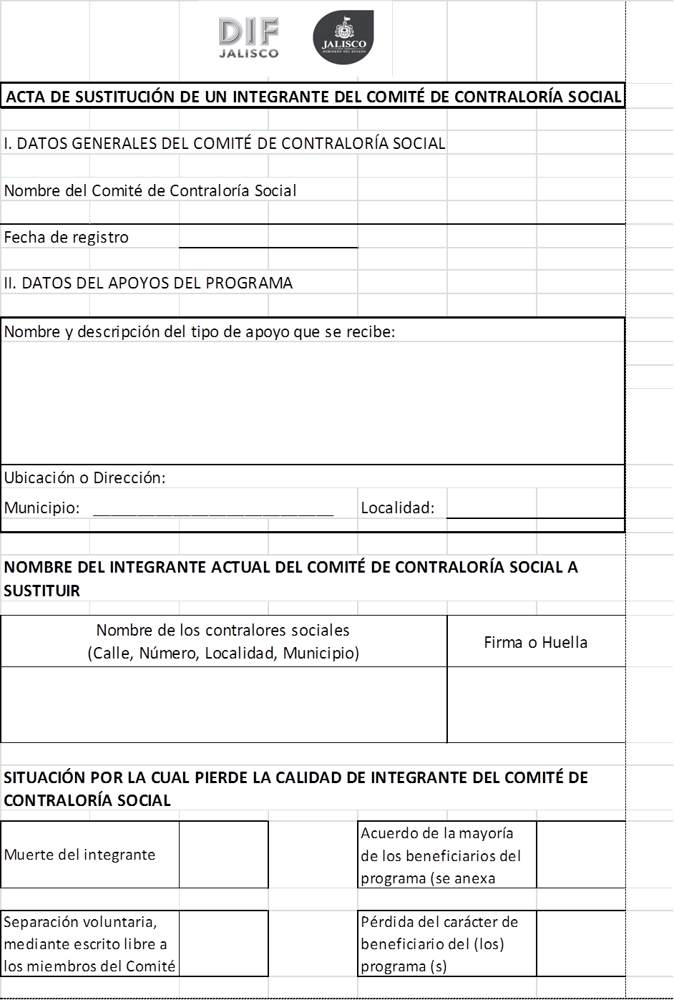 DIF
JALISCO
JALISCO
GOBIERNO DEL ESTADO
ACTA DE SUSTITUCIÓN DE UN INTEGRANTE DEL COMITÉ DE CONTRALORÍA SOCIAL
I. DATOS GENERALES DEL COMITÉ DE CONTRALORÍA SOCIAL
Nombre del Comité de Contraloría Social
Fecha de registro
II. DATOS DEL APOYOS DEL PROGRAMA
Nombre y descripción del tipo de apoyo que se recibe:
Ubicación o Dirección:
Municipio: ____________________________ Localidad:
NOMBRE DEL INTEGRANTE ACTUAL DEL COMITÉ DE CONTRALORÍA SOCIAL A
SUSTITUIR
Nombre de los contralores sociales
(Calle, Número, Localidad, Municipio)
Firma o Huella
SITUACIÓN POR LA CUAL PIERDE LA CALIDAD DE INTEGRANTE DEL COMITÉ DE
CONTRALORÍA SOCIAL
Muerte del integrante
Acuerdo de la mayoría
de los beneficiarios del
programa (se anexa
Separación voluntaria,
mediante escrito libre a
los miembros del Comité
Pérdida del carácter de
beneficiario del (los)
programa (s)